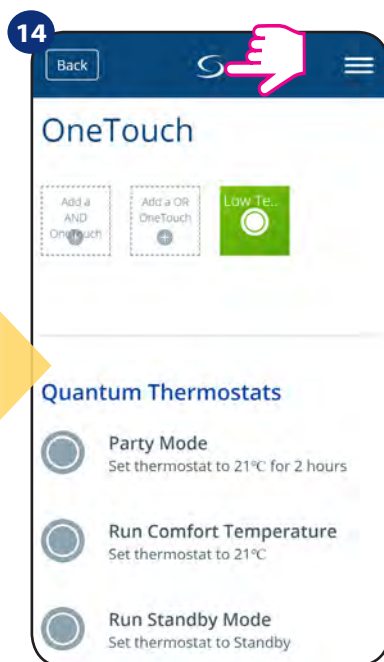 14
Back
OneTouch
Add a
AND
OneTouch
Add a OR
OneTouch
Low Te..
Quantum Thermostats
Party Mode
Set thermostat to 21℃ for 2 hours
Run Comfort Temperature
Set thermostat to 21℃
Run Standby Mode
Set thermostat to Standby